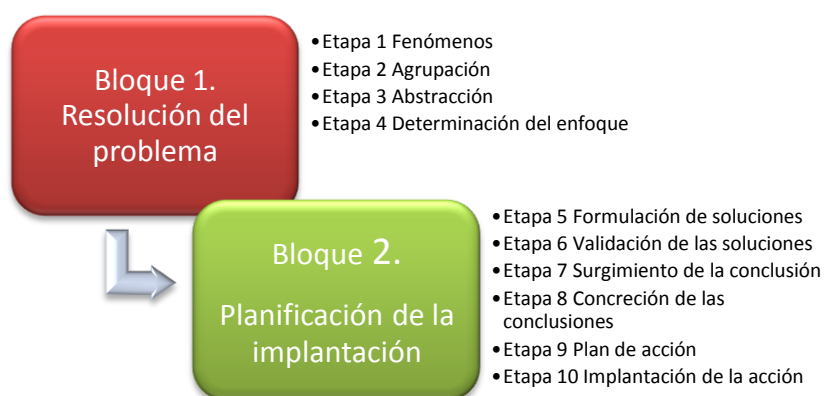 Bloque 1.
Resolución del
problema
•Etapa 1 Fenómenos
•Etapa 2 Agrupación
•Etapa 3 Abstracción
•Etapa 4 Determinación del enfoque
Bloque 2.
Planificación de la
implantación
•Etapa 5 Formulación de soluciones
•Etapa 6 Validación de las soluciones
•Etapa 7 Surgimiento de la conclusión
•Etapa 8 Concreción de las
conclusiones
•Etapa 9 Plan de acción
•Etapa 10 Implantación de la acción